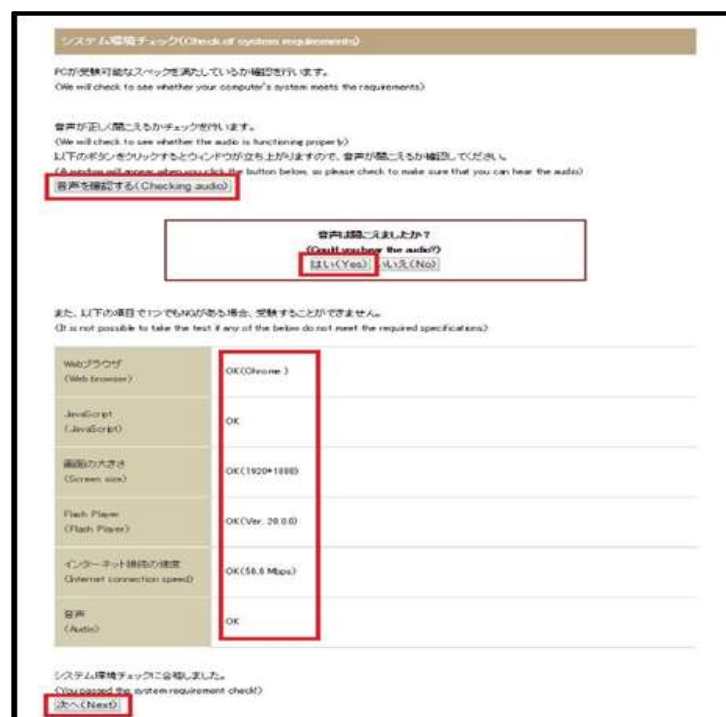 システム環境チェック(Check of system requirements)
PCが受験可能なスペックを満たしているか確認を行います。
(We will check to see whether your computer's system meets the requirements)
音声が正しく聞こえるかチェックを行います。
(We will check to see whether the audio is functioning properly)
以下のボタンをクリックするとウィンドウが立ち上がりますので、音声が聞こえるか確認してください。
(A window will appear when you click the button below, so please check to make sure that you can hear the audio)
音声を確認する(Checking audio)
音声は聞こえましたか?
(Could you hear the audio?)
はい(Yes) いいえ(No)
また、以下の項目で1つでもNGがある場合、受験することができません。
(It is not possible to take the test if any of the below do not meet the required specifications)
Webブラウザ
(Web browser)
OK(Chrome )
JavaScript
(JavaScript)
OK
画面の大きさ
(Screen size)
OK(1920*1080)
Flash Player
(Flash Player)
OK(Ver. 20.0.0)
インターネット接続の速度
(Internet connection speed)
OK(56.6 Mbps)
音声
(Audio)
OK
システム環境チェックに合格しました。
(You passed the system requirement check!)
次へ(Next)